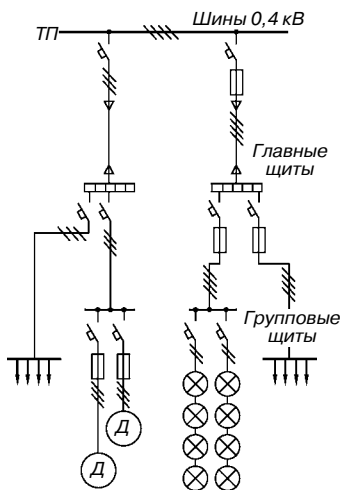 Шины 0,4 кВ
ТП
Главные
щиты
Групповые
щиты
Д
Д